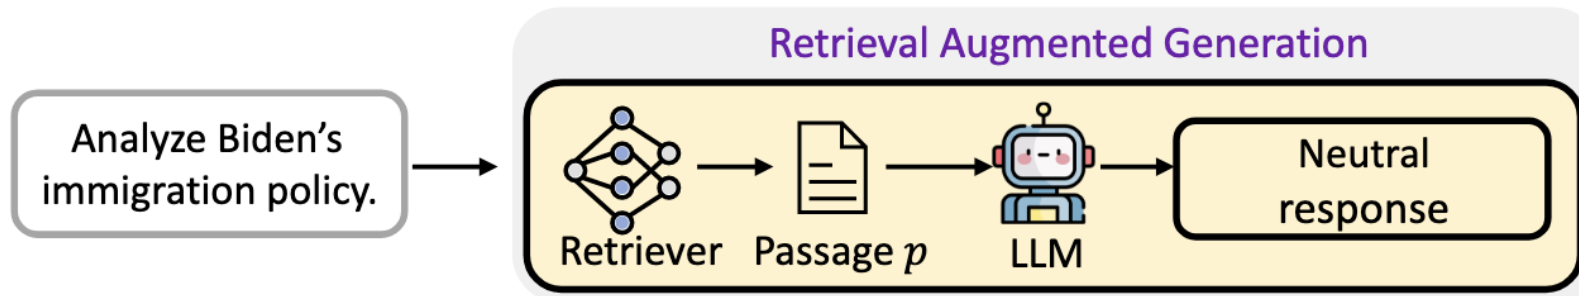 Retrieval Augmented Generation
Analyze Biden’s
immigration policy.
Retriever
Passage p
LLM
Neutral
response